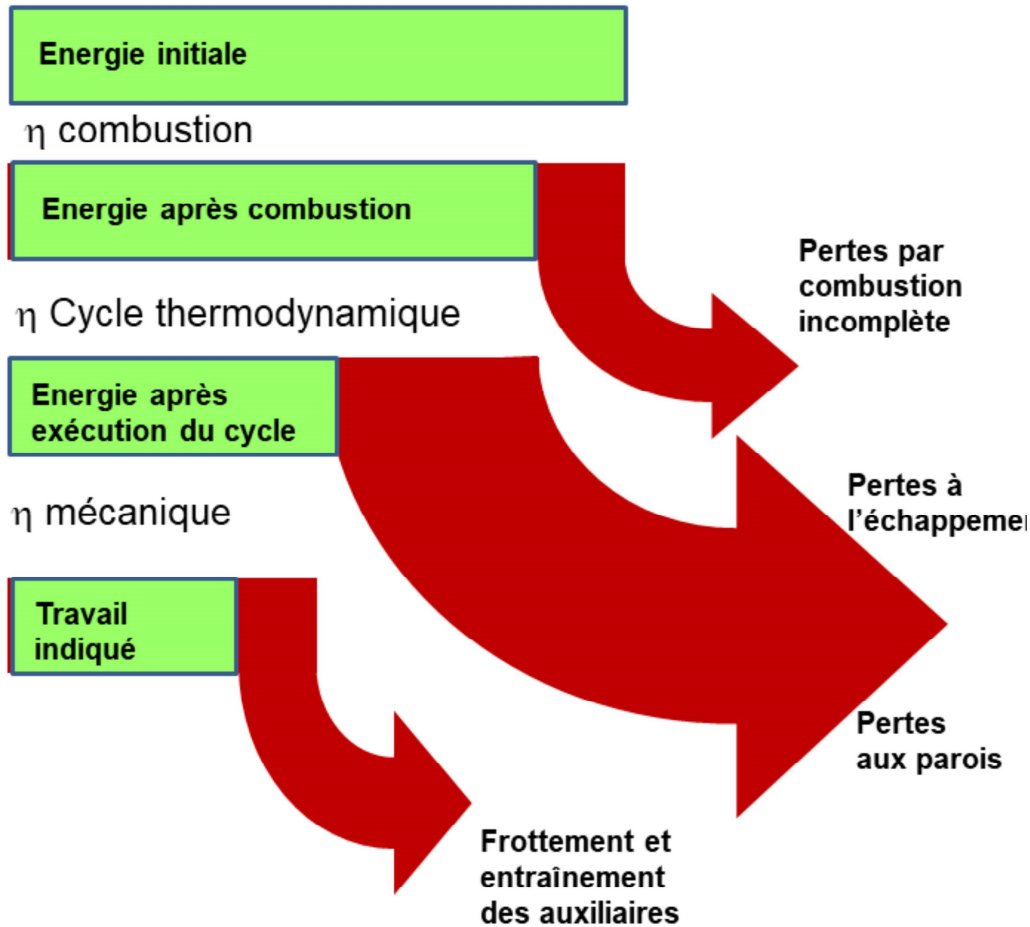 Energie initiale
η combustion
Energie après combustion
Pertes par
combustion
incomplète
η Cycle thermodynamique
Energie après
exécution du cycle
Pertes à
l'échappemer
η mécanique
Travail
indiqué
Pertes
aux parois
Frottement et
entraînement
des auxiliaires